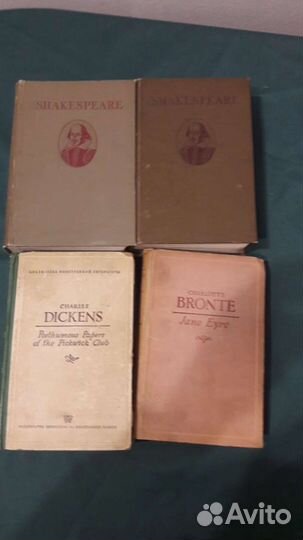 SHAKESPEARE
SHAKESPEARE
CHARLES
DICKENS
Posthumous Papers
of the Pickwick Club
CHARLOTTE
BRONTE
Jane Eyre
Avito